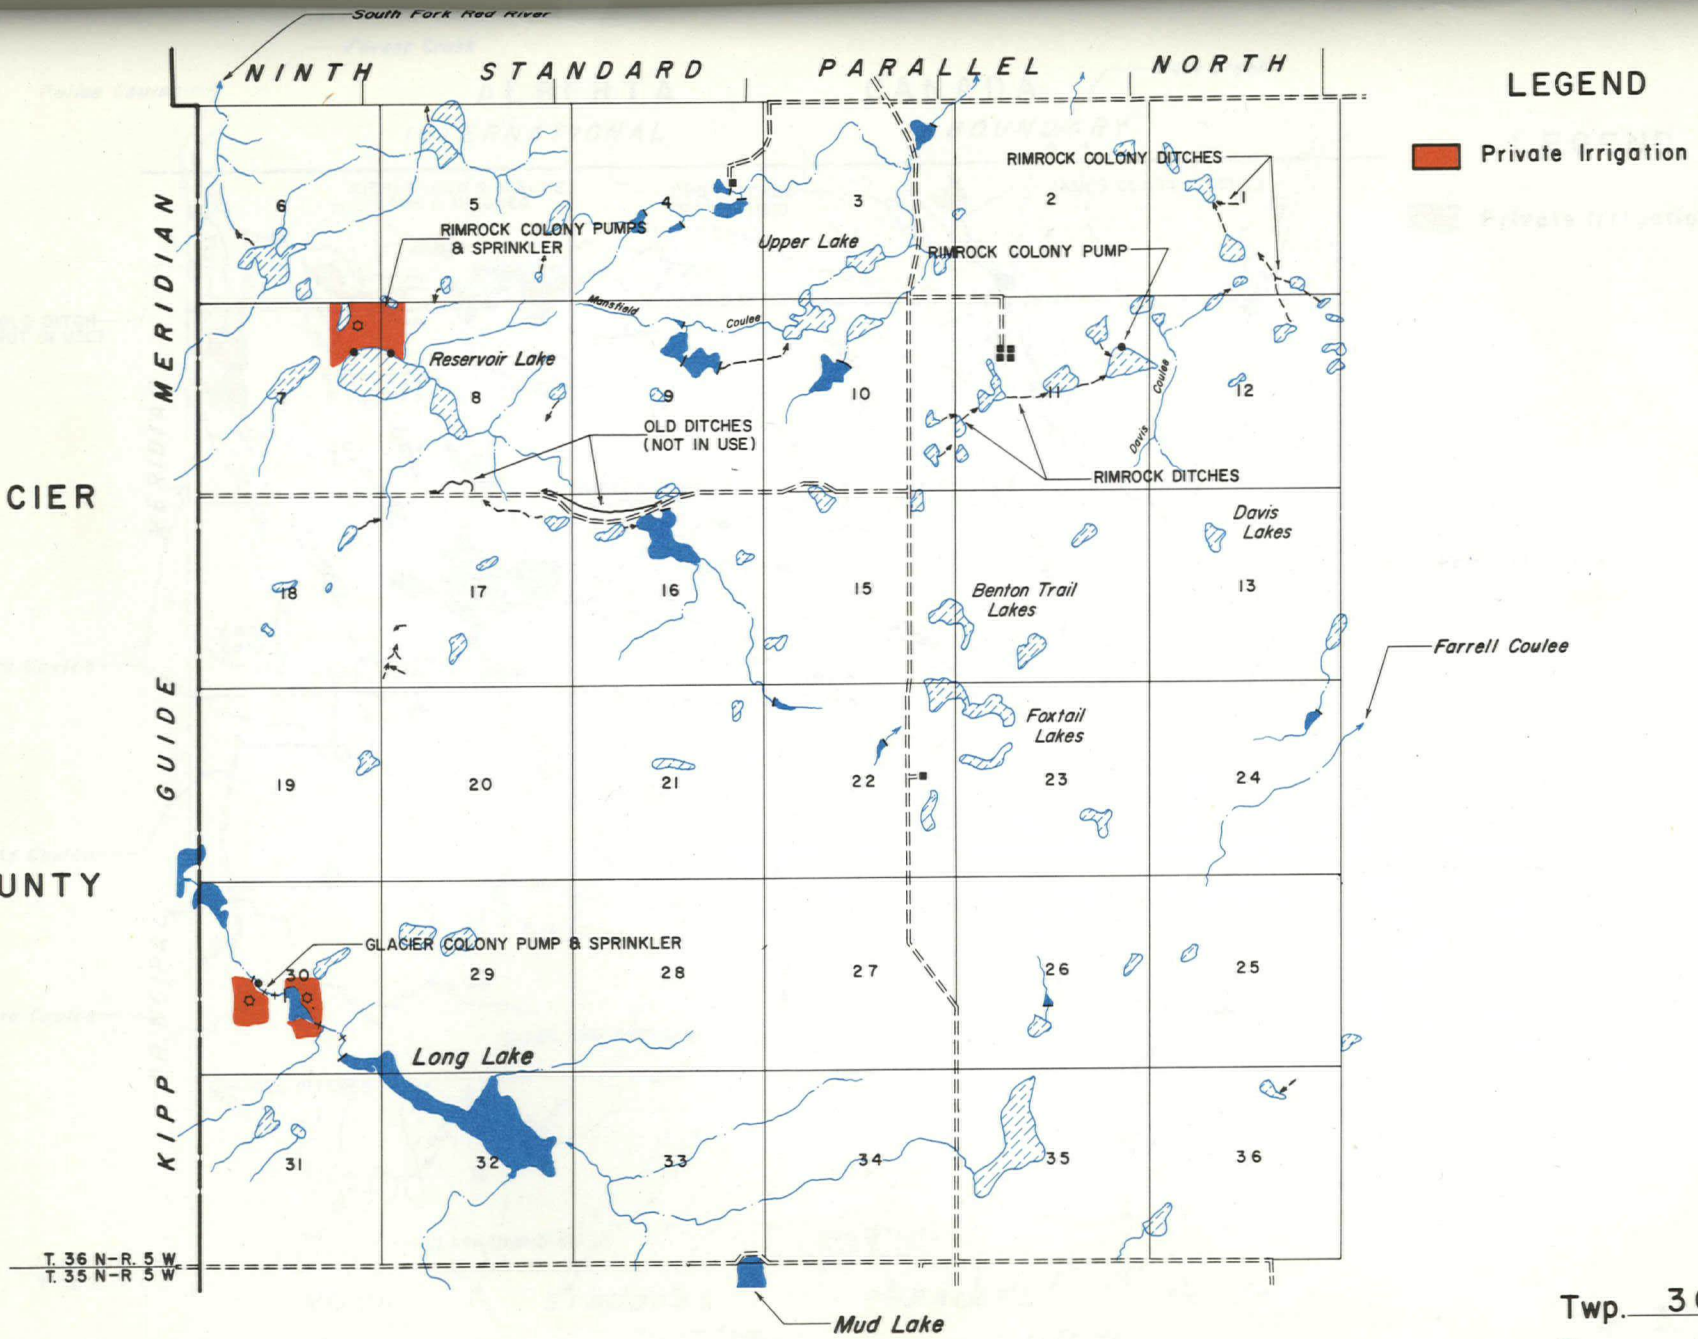 South Fork Red River
NINTH STANDARD PARALLEL NORTH
LEGEND
Private Irrigation
RIMROCK COLONY DITCHES
6 5 4 3 2 1
RIMROCK COLONY PUMPS
& SPRINKLER
Upper Lake
RIMROCK COLONY PUMP
MERIDIAN
Mansfield
Coulee
Reservoir Lake
7 8 9 10 11 12
Davis
Coulee
OLD DITCHES
(NOT IN USE)
RIMROCK DITCHES
CIER
Davis
Lakes
18 17 16 15 13
Benton Trail
Lakes
Farrell Coulee
GUIDE
Foxtail
Lakes
19 20 21 22 23 24
UNTY
GLACIER COLONY PUMP & SPRINKLER
30 29 28 27 26 25
Long Lake
KIPP
31 32 33 34 35 36
T. 36 N-R. 5 W
T. 35 N-R 5 W
Mud Lake
Twp. 3